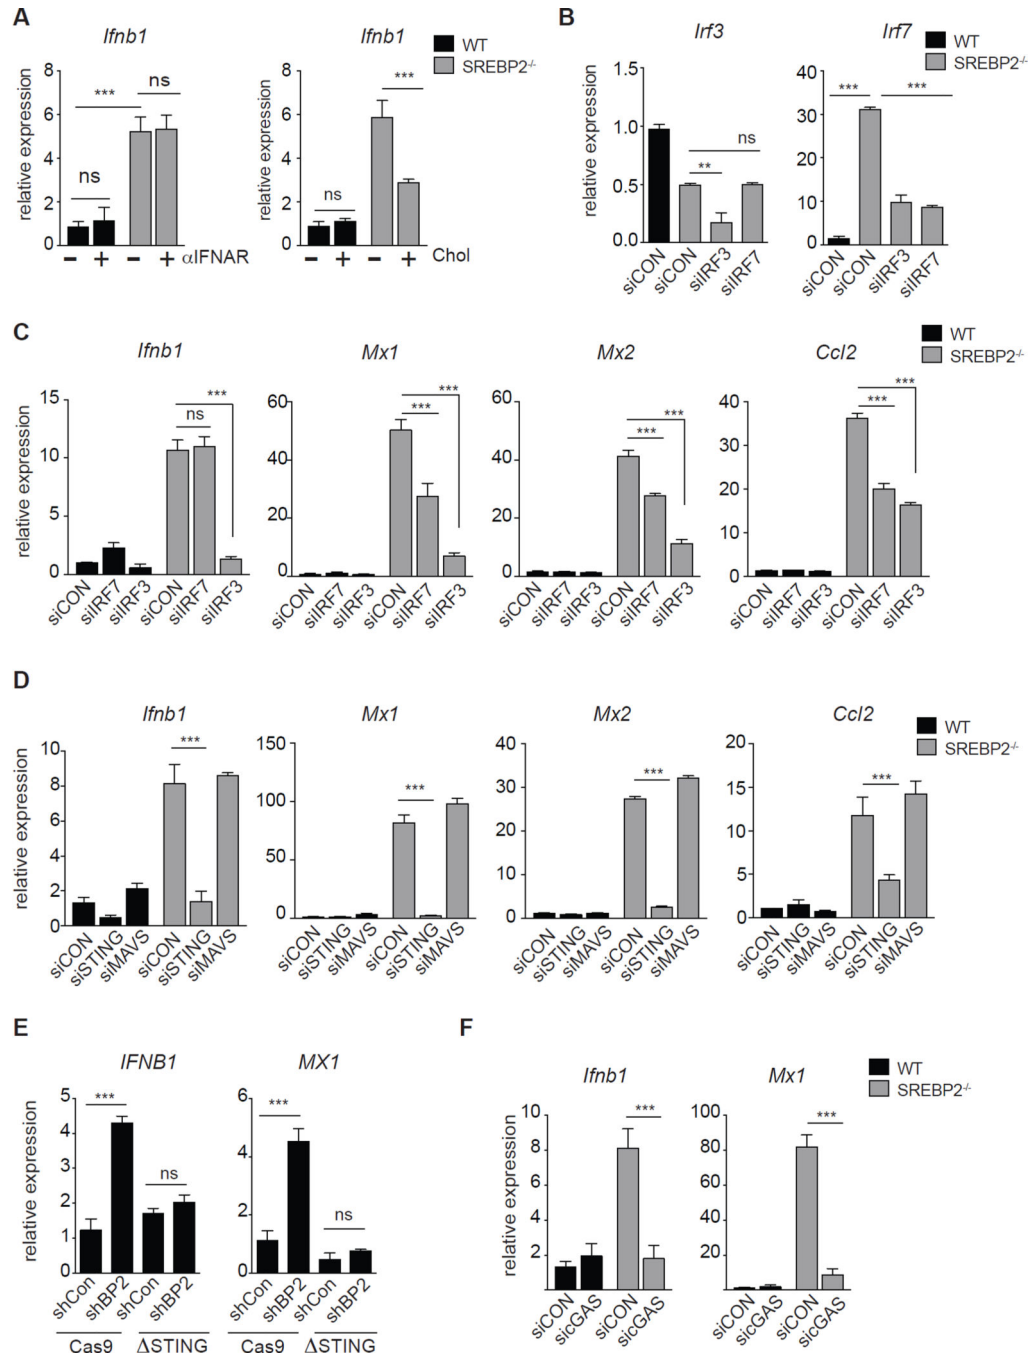 A
Ifnb1
Ifnb1
WT
SREBP2-/-
relative expression
8
6
4
2
0
***
ns
ns
- + - + αIFNAR
relative expression
8
6
4
2
0
***
ns
- + - + Chol
B
Irf3
Irf7
WT
SREBP2-/-
relative expression
1.5
1.0
0.5
0.0
ns
**
siCON siCON siIRF3 siIRF7
40
30
20
10
0
*** ***
siCON siCON siIRF3 siIRF7
C
WT
SREBP2-/-
Ifnb1
relative expression
15
10
5
0
***
ns
siCON siIRF7 siIRF3 siCON siIRF7 siIRF3
Mx1
60
40
20
0
***
***
siCON siIRF7 siIRF3 siCON siIRF7 siIRF3
Mx2
60
40
20
0
***
***
siCON siIRF7 siIRF3 siCON siIRF7 siIRF3
Ccl2
40
30
20
10
0
***
***
siCON siIRF7 siIRF3 siCON siIRF7 siIRF3
D
WT
SREBP2-/-
Ifnb1
relative expression
10
8
6
4
2
0
***
siCON siSTING siMAVS siCON siSTING siMAVS
Mx1
150
100
50
0
***
siCON siSTING siMAVS siCON siSTING siMAVS
Mx2
40
30
20
10
0
***
siCON siSTING siMAVS siCON siSTING siMAVS
Ccl2
20
15
10
5
0
***
siCON siSTING siMAVS siCON siSTING siMAVS
E
IFNB1
relative expression
5
4
3
2
1
0
***
ns
shCon shBP2 shCon shBP2
Cas9 ΔSTING
MX1
6
4
2
0
***
ns
shCon shBP2 shCon shBP2
Cas9 ΔSTING
F
WT
SREBP2-/-
Ifnb1
relative expression
10
8
6
4
2
***
siCON sicGAS siCON sicGAS
Mx1
100
80
60
40
20
***
siCON sicGAS siCON sicGAS